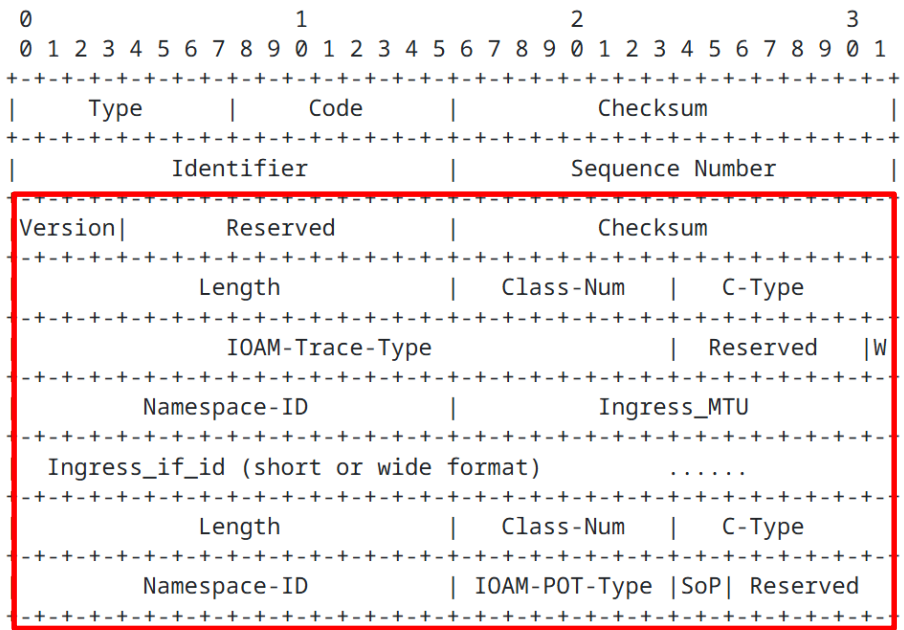 0                   1                   2                   3
0 1 2 3 4 5 6 7 8 9 0 1 2 3 4 5 6 7 8 9 0 1 2 3 4 5 6 7 8 9 0 1
+-+-+-+-+-+-+-+-+-+-+-+-+-+-+-+-+-+-+-+-+-+-+-+-+-+-+-+-+-+-+-+-+
|     Type      |     Code      |          Checksum             |
+-+-+-+-+-+-+-+-+-+-+-+-+-+-+-+-+-+-+-+-+-+-+-+-+-+-+-+-+-+-+-+-+
|           Identifier          |        Sequence Number        |
+-+-+-+-+-+-+-+-+-+-+-+-+-+-+-+-+-+-+-+-+-+-+-+-+-+-+-+-+-+-+-+-+
|Version|       Reserved        |          Checksum
+-+-+-+-+-+-+-+-+-+-+-+-+-+-+-+-+-+-+-+-+-+-+-+-+-+-+-+-+-+-+-+-+
|             Length            |   Class-Num   |   C-Type
+-+-+-+-+-+-+-+-+-+-+-+-+-+-+-+-+-+-+-+-+-+-+-+-+-+-+-+-+-+-+-+-+
|               IOAM-Trace-Type                 |  Reserved   |W
+-+-+-+-+-+-+-+-+-+-+-+-+-+-+-+-+-+-+-+-+-+-+-+-+-+-+-+-+-+-+-+-+
|         Namespace-ID          |          Ingress_MTU
+-+-+-+-+-+-+-+-+-+-+-+-+-+-+-+-+-+-+-+-+-+-+-+-+-+-+-+-+-+-+-+-+
|  Ingress_if_id (short or wide format)         ......
+-+-+-+-+-+-+-+-+-+-+-+-+-+-+-+-+-+-+-+-+-+-+-+-+-+-+-+-+-+-+-+-+
|             Length            |   Class-Num   |   C-Type
+-+-+-+-+-+-+-+-+-+-+-+-+-+-+-+-+-+-+-+-+-+-+-+-+-+-+-+-+-+-+-+-+
|         Namespace-ID          | IOAM-POT-Type |SoP| Reserved
+-+-+-+-+-+-+-+-+-+-+-+-+-+-+-+-+-+-+-+-+-+-+-+-+-+-+-+-+-+-+-+-+